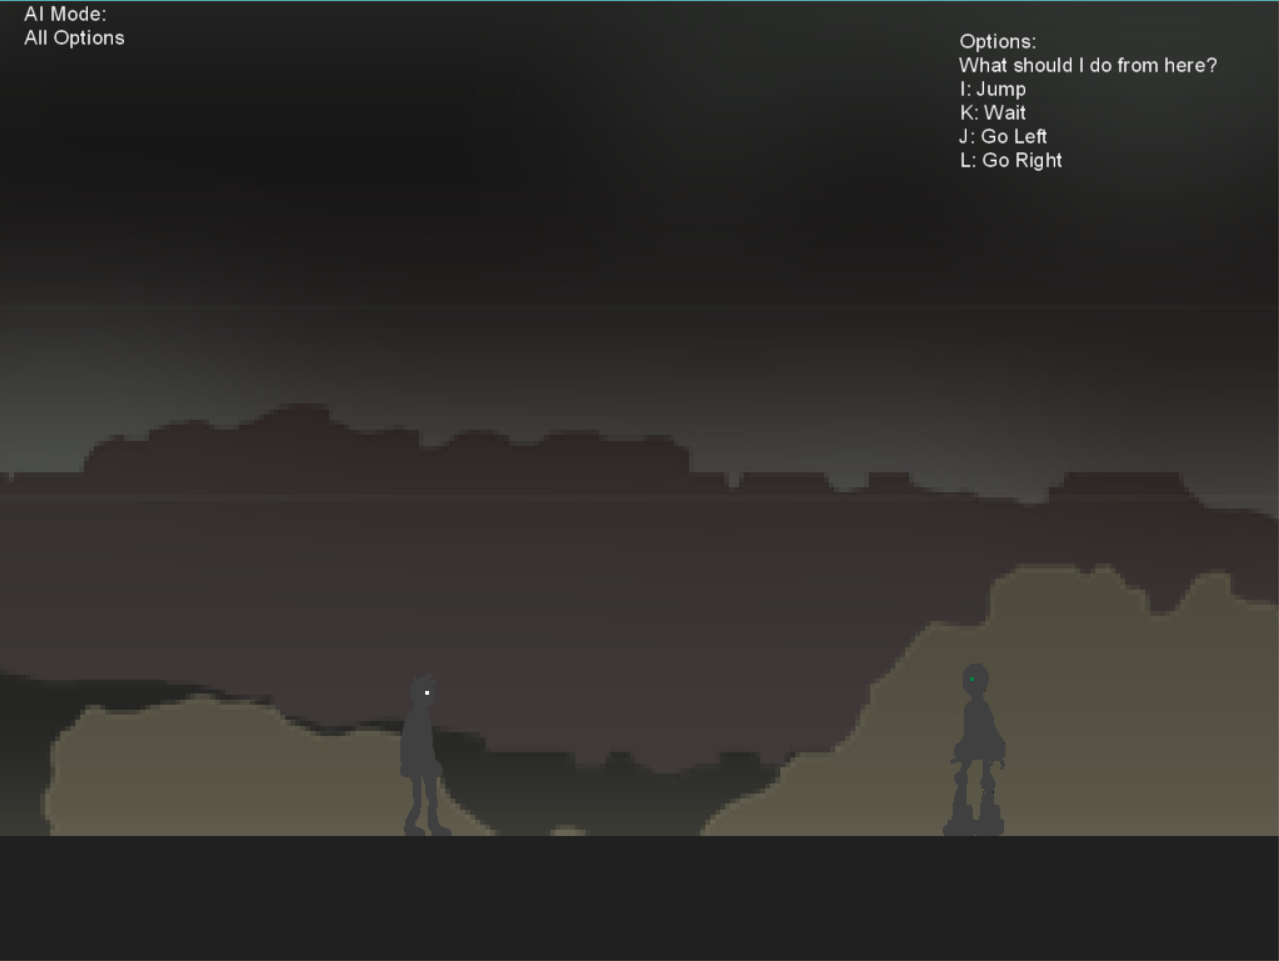 AI Mode:
All Options
Options:
What should I do from here?
I: Jump
K: Wait
J: Go Left
L: Go Right